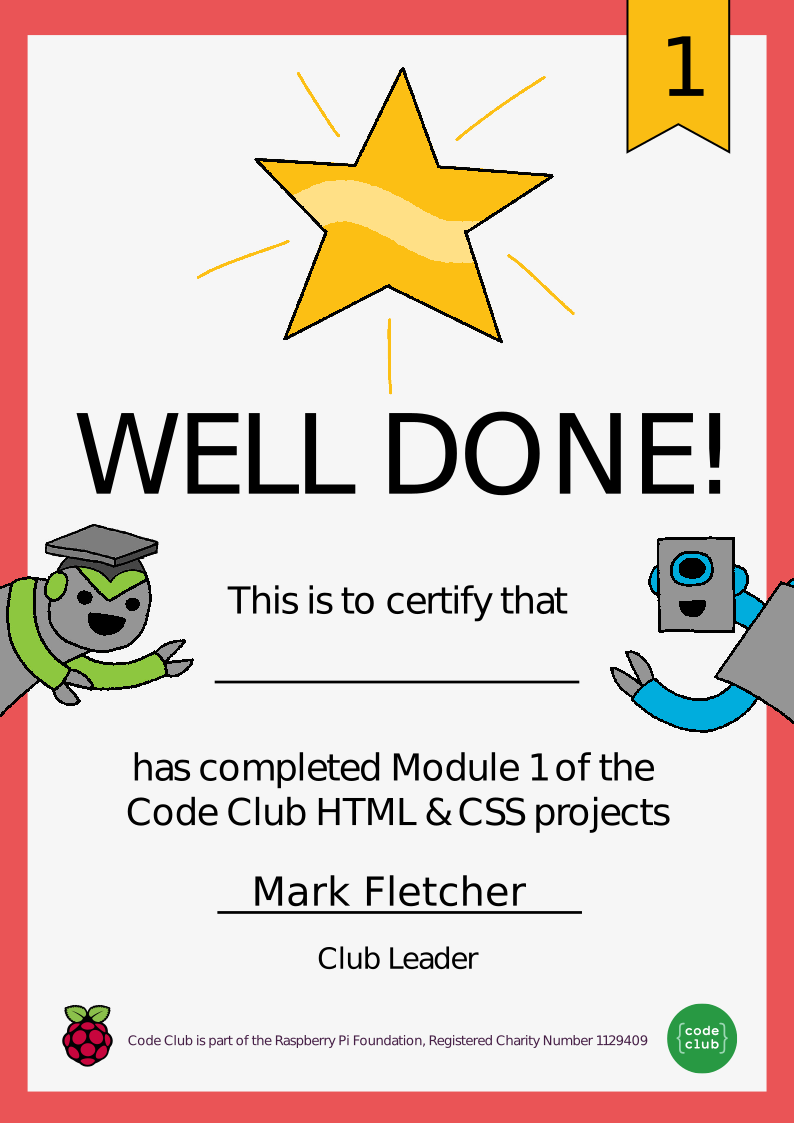 1
WELL DONE!
This is to certify that
has completed Module 1 of the
Code Club HTML & CSS projects
Mark Fletcher
Club Leader
Code Club is part of the Raspberry Pi Foundation, Registered Charity Number 1129409
{code
club}